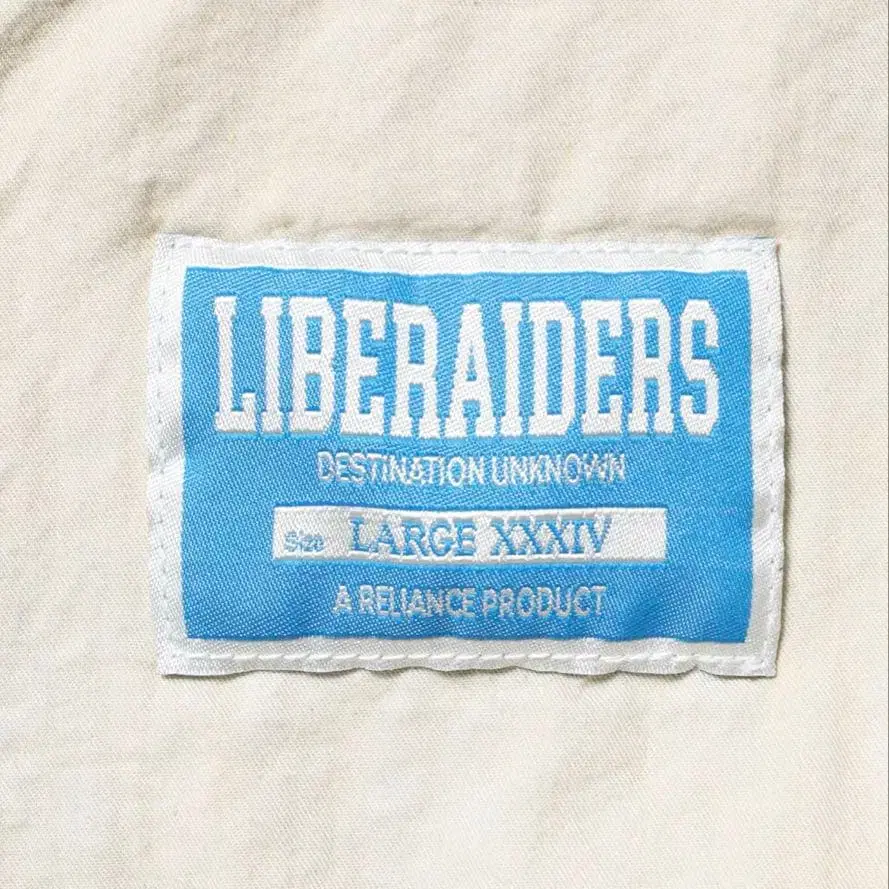 LIBERAIDERS
DESTINATION UNKNOWN
Size LARGE XXXIV
A RELIANCE PRODUCT